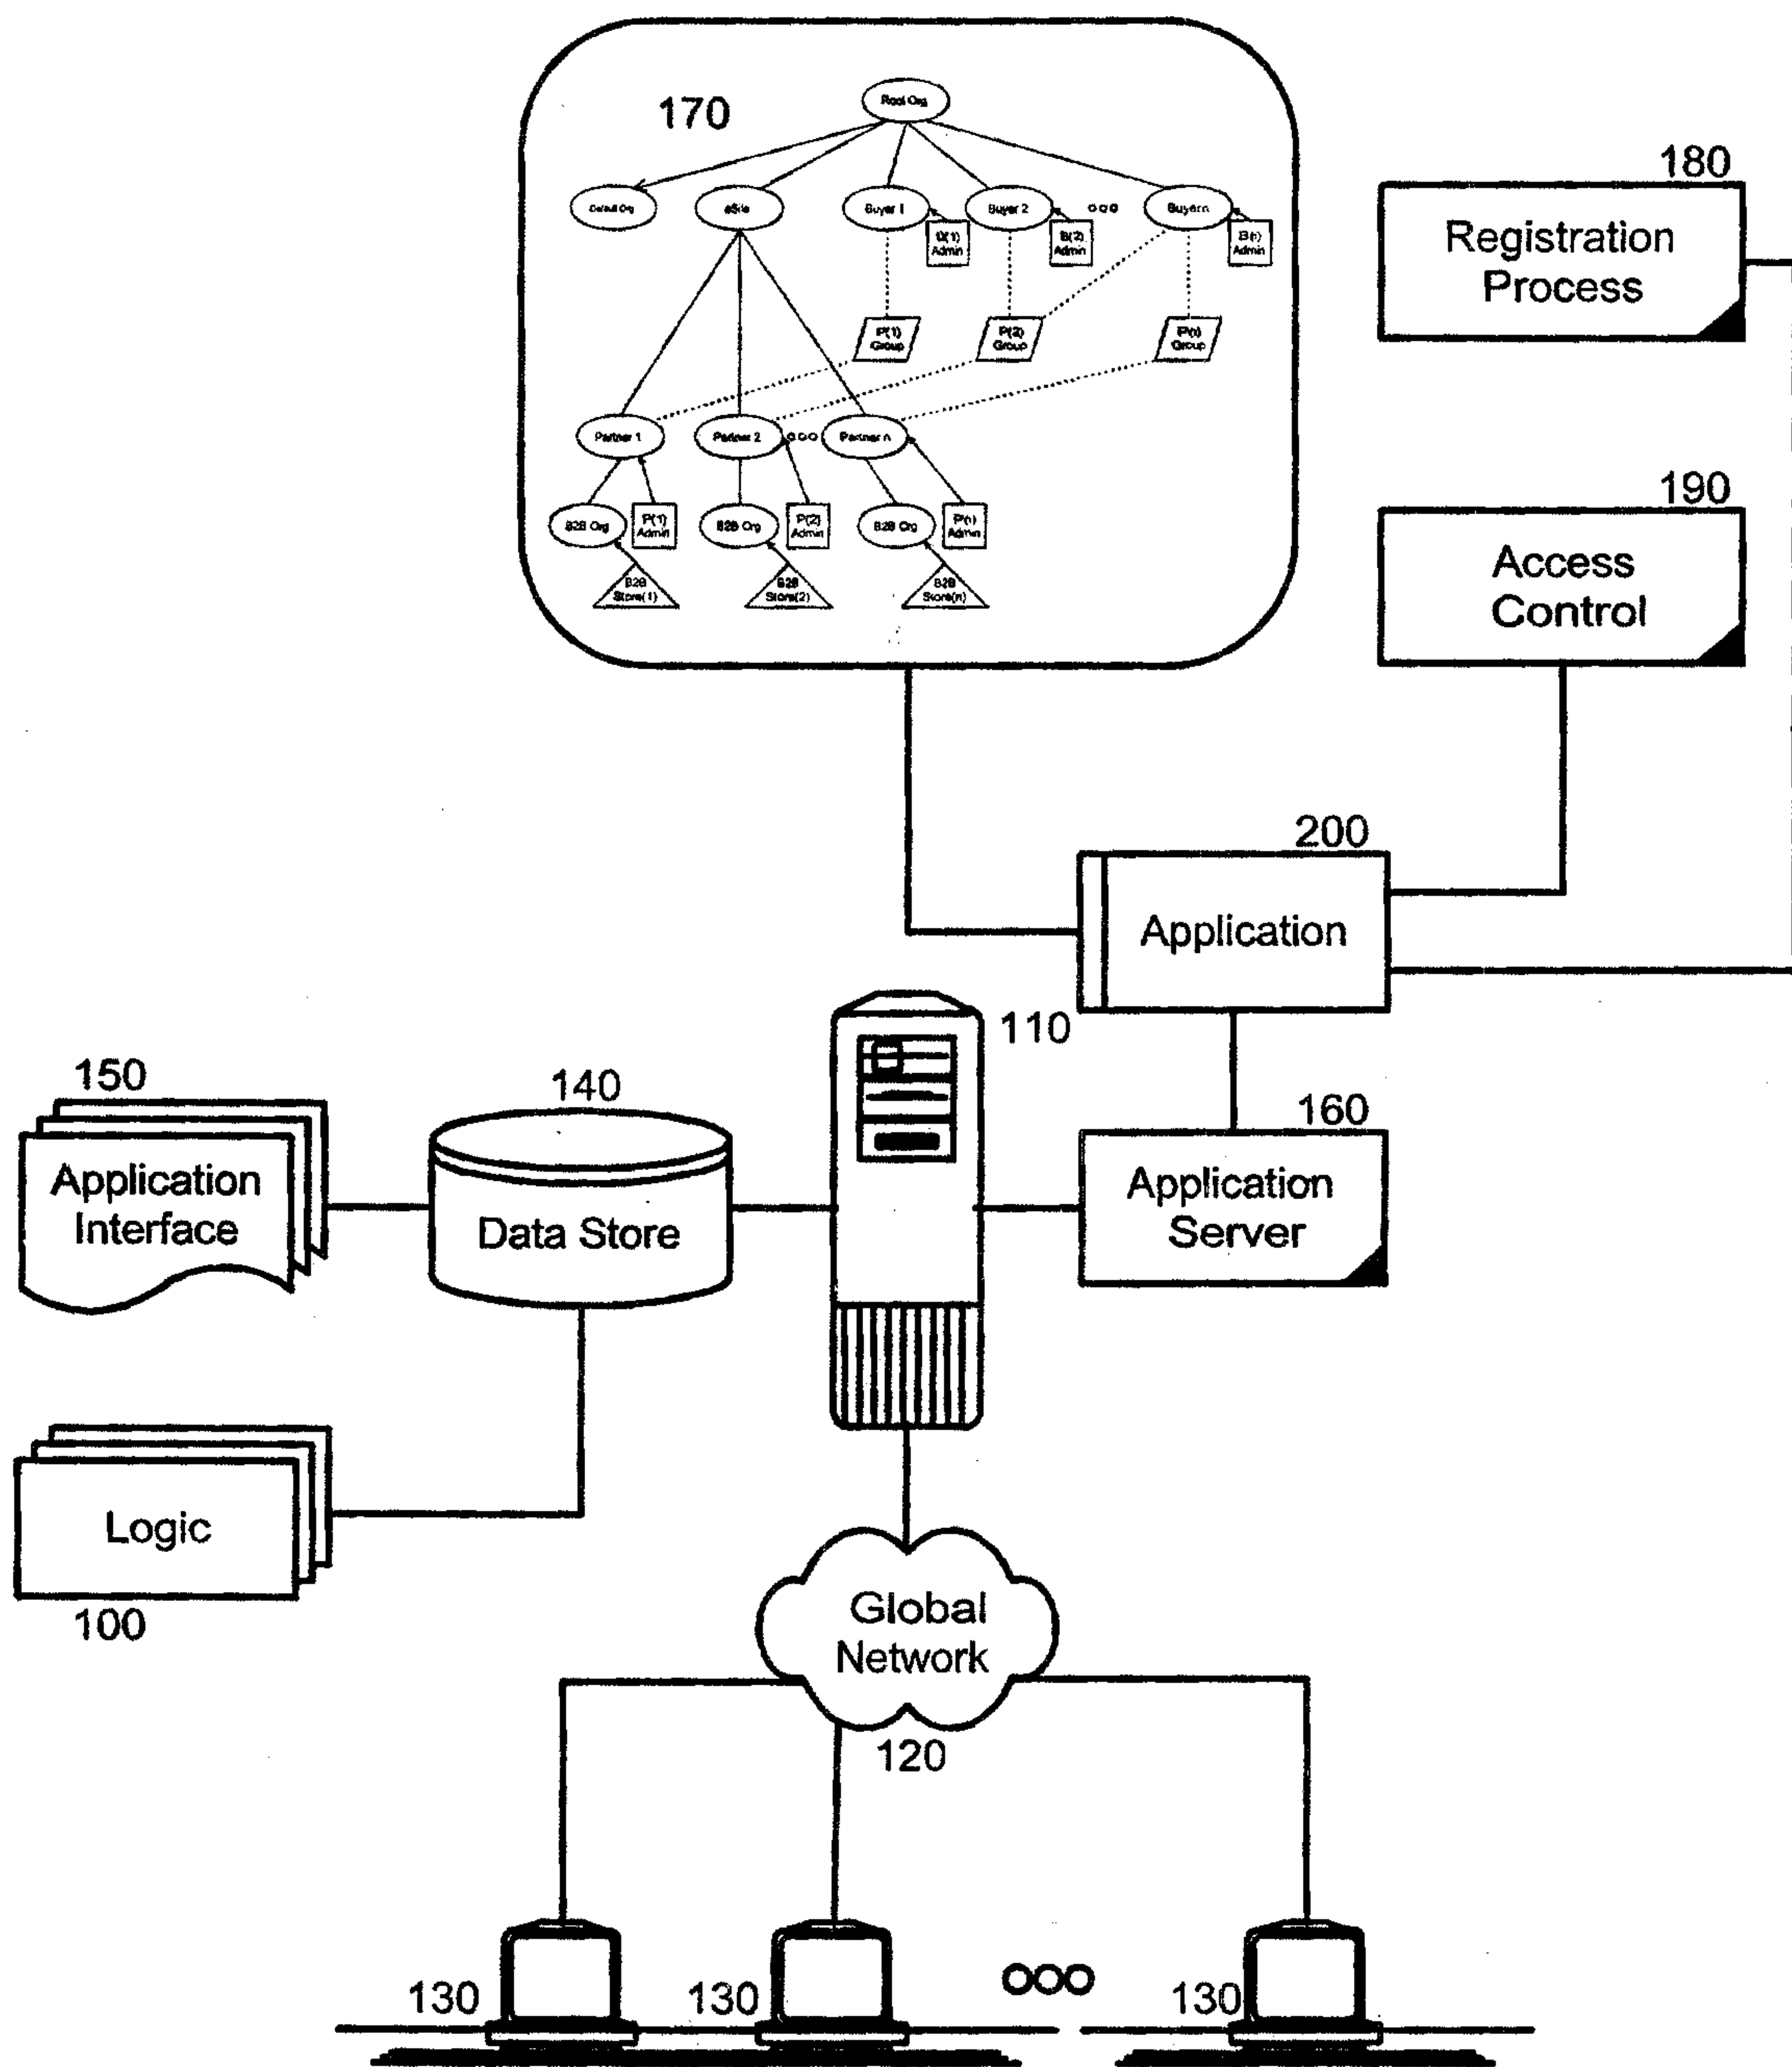 170
Root Org
Default Org
eSite
Buyer 1
Buyer 2
Buyer n
B(1)
Admin
B(2)
Admin
B(n)
Admin
P(1)
Group
P(2)
Group
P(n)
Group
Partner 1
Partner 2
Partner n
B2B Org
P(1)
Admin
B2B Org
P(2)
Admin
B2B Org
P(n)
Admin
B2B
Store(1)
B2B
Store(2)
B2B
Store(n)
180
Registration
Process
190
Access
Control
200
Application
110
150
Application
Interface
140
Data Store
160
Application
Server
Logic
100
Global
Network
120
130
130
130